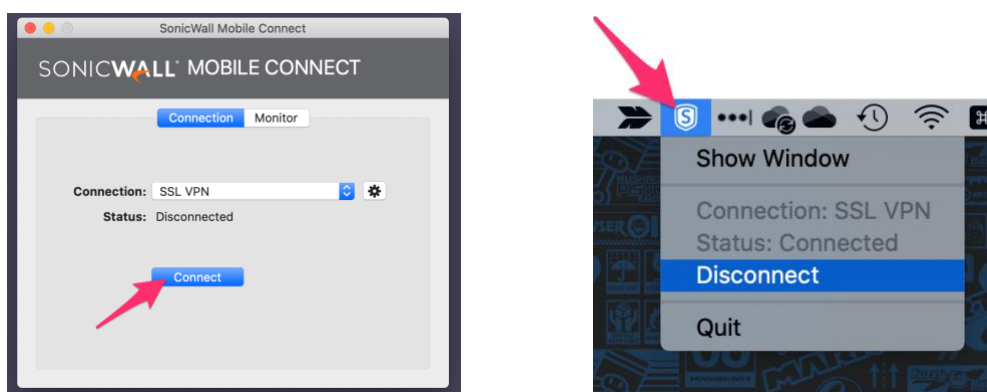 SonicWall Mobile Connect
SONICWALL MOBILE CONNECT
Connection Monitor
Connection: SSL VPN
Status: Disconnected
Connect
S
Show Window
Connection: SSL VPN
Status: Connected
Disconnect
Quit